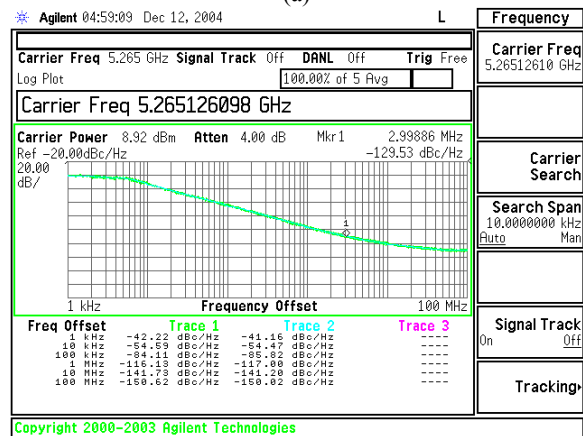 (a)
Agilent 04:59:09 Dec 12, 2004 L
Frequency
Carrier Freq 5.265 GHz Signal Track Off DANL Off Trig Free
Log Plot 100.00% of 5 Avg
Carrier Freq 5.265126098 GHz
Carrier Power 8.92 dBm Atten 4.00 dB Mkr1 2.99886 MHz
Ref -20.00dBc/Hz -129.53 dBc/Hz
20.00
dB/
1
1 kHz Frequency Offset 100 MHz
Freq Offset Trace 1 Trace 2 Trace 3
1 kHz -42.22 dBc/Hz -41.16 dBc/Hz ----
10 kHz -54.59 dBc/Hz -54.47 dBc/Hz ----
100 kHz -84.11 dBc/Hz -85.82 dBc/Hz ----
1 MHz -116.13 dBc/Hz -117.00 dBc/Hz ----
10 MHz -141.73 dBc/Hz -141.20 dBc/Hz ----
100 MHz -150.62 dBc/Hz -150.02 dBc/Hz ----
Carrier Freq
5.26512610 GHz
Carrier
Search
Search Span
10.0000000 kHz
Auto Man
Signal Track
On Off
Tracking
Copyright 2000-2003 Agilent Technologies